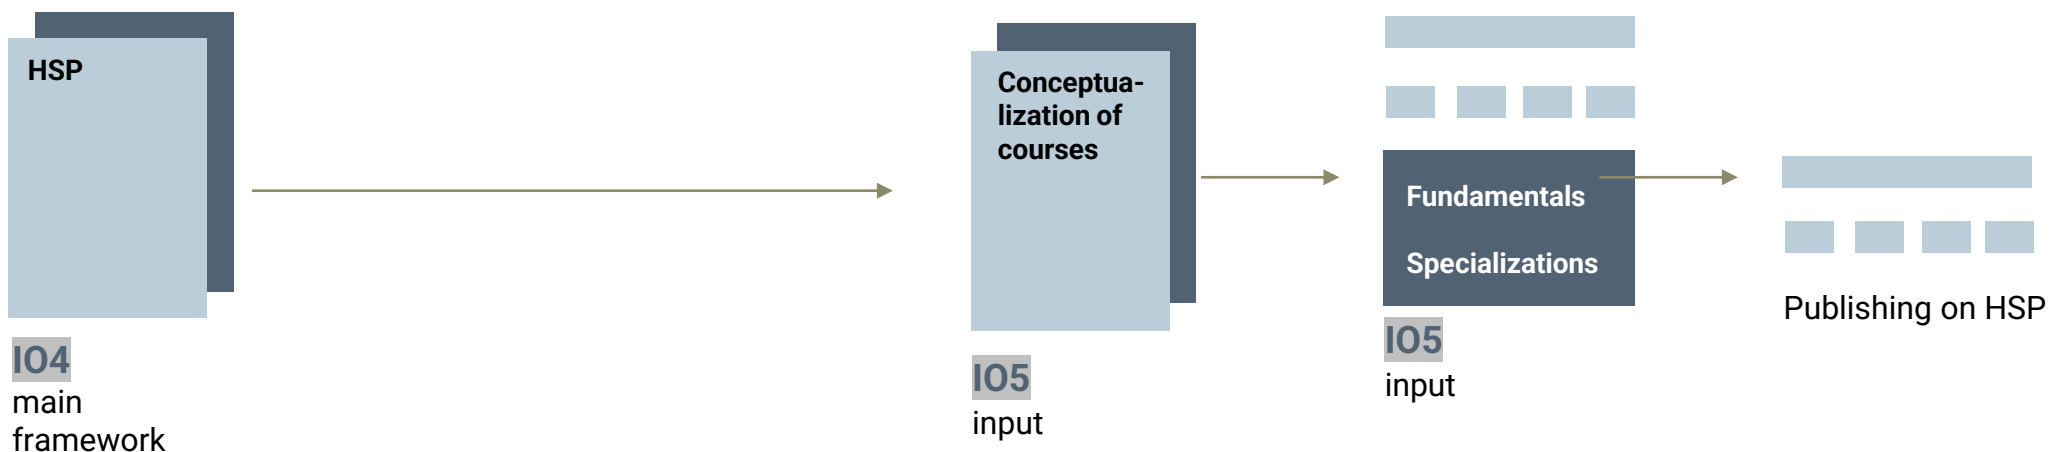 HSP
IO4
main
framework
Conceptua-
lization of
courses
IO5
input
Fundamentals
Specializations
IO5
input
Publishing on HSP